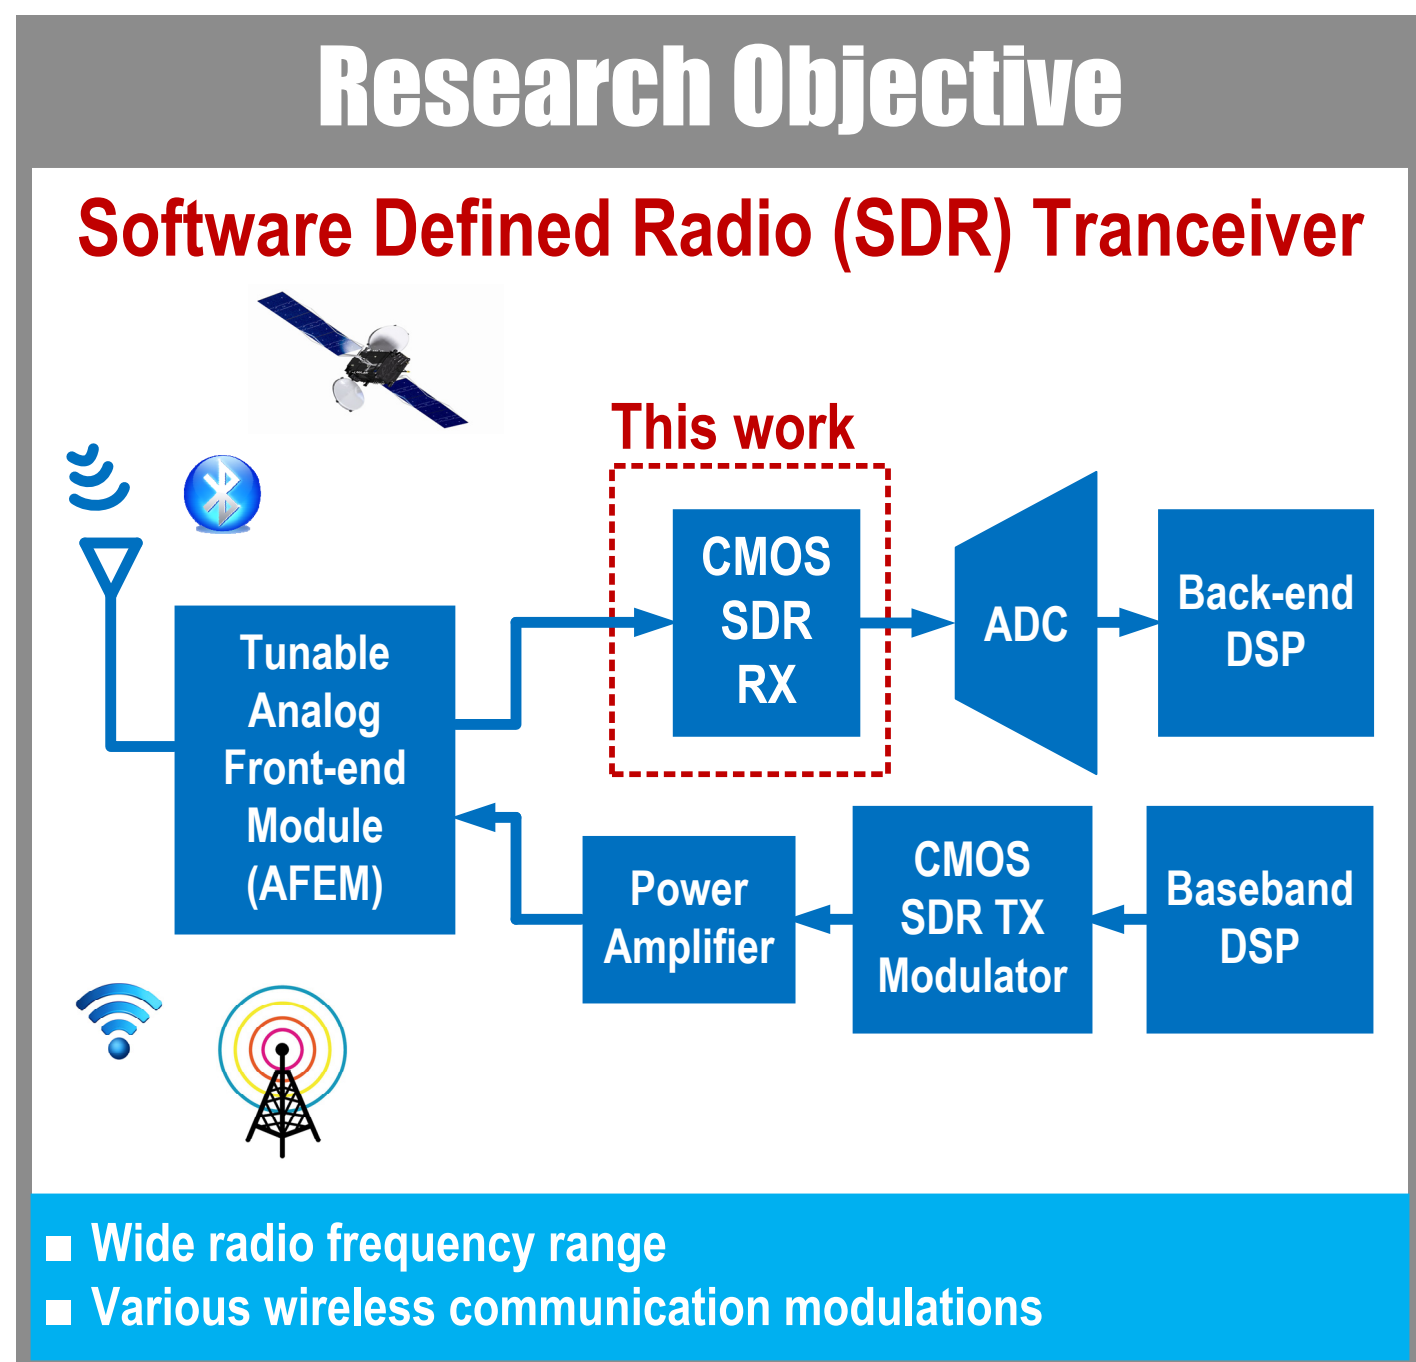 Research Objective
Software Defined Radio (SDR) Tranceiver
This work
CMOS
SDR
RX
ADC
Back-end
DSP
Tunable
Analog
Front-end
Module
(AFEM)
Power
Amplifier
CMOS
SDR TX
Modulator
Baseband
DSP
Wide radio frequency range
Various wireless communication modulations